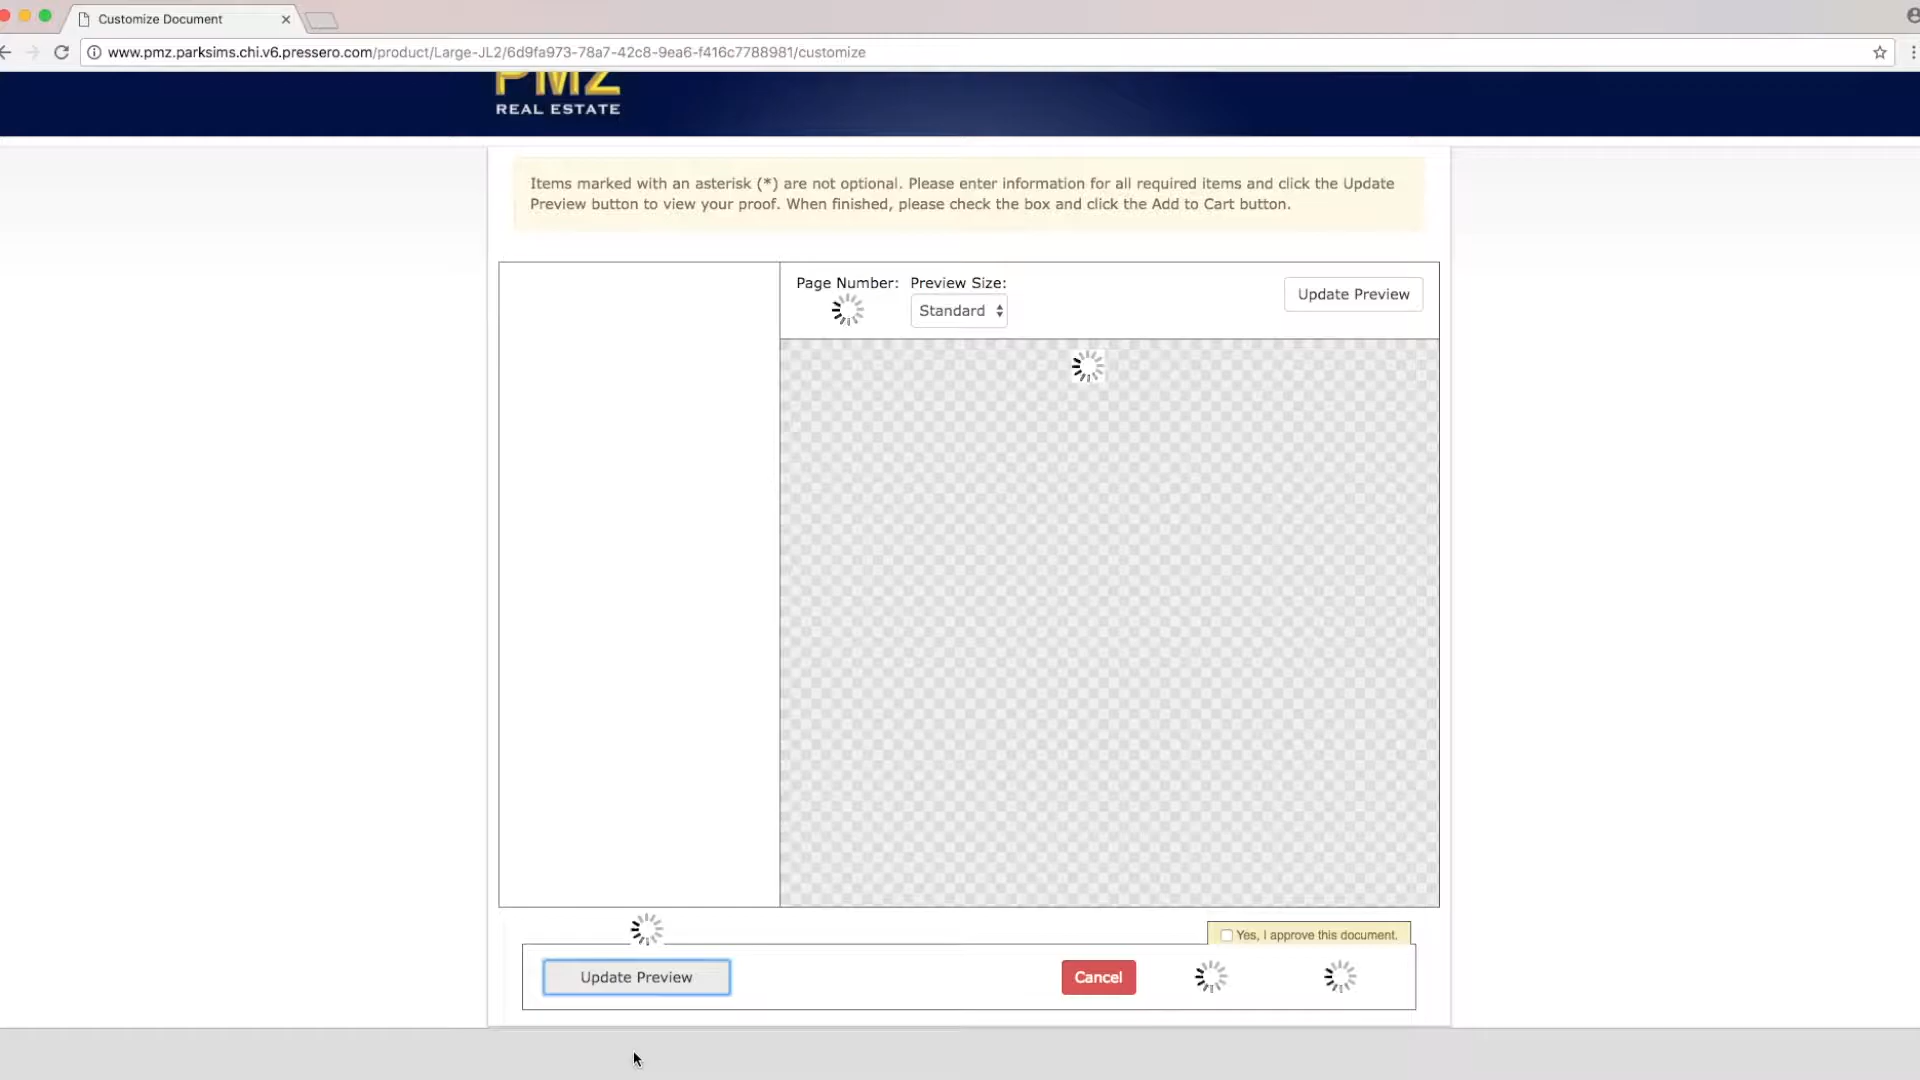 Customize Document
www.pmz.parksims.chi.v6.pressero.com/product/Large-JL2/6d9fa973-78a7-42c8-9ea6-f416c7788981/customize
PMZ
REAL ESTATE
Items marked with an asterisk (*) are not optional. Please enter information for all required items and click the Update
Preview button to view your proof. When finished, please check the box and click the Add to Cart button.
Page Number: Preview Size:
Standard
Update Preview
Yes, I approve this document.
Update Preview
Cancel